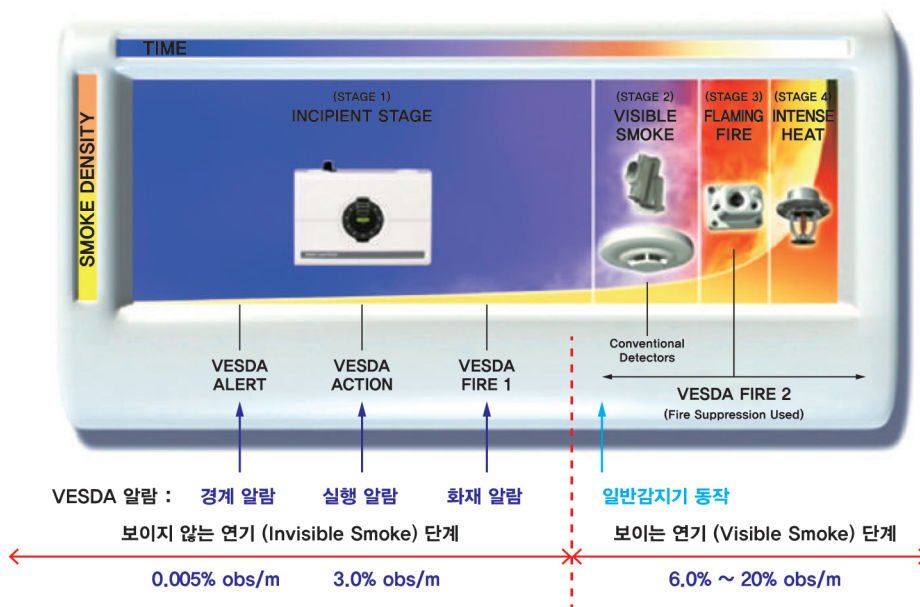 TIME
SMOKE DENSITY
(STAGE 1)
INCIPIENT STAGE
(STAGE 2)
VISIBLE
SMOKE
(STAGE 3)
FLAMING
FIRE
(STAGE 4)
INTENSE
HEAT
VESDA
ALERT
VESDA
ACTION
VESDA
FIRE 1
Conventional
Detectors
VESDA FIRE 2
(Fire Suppression Used)
VESDA 알람 : 경계 알람 실행 알람 화재 알람 일반감지기 동작
보이지 않는 연기 (Invisible Smoke) 단계 보이는 연기 (Visible Smoke) 단계
0.005% obs/m 3.0% obs/m 6.0% ~ 20% obs/m